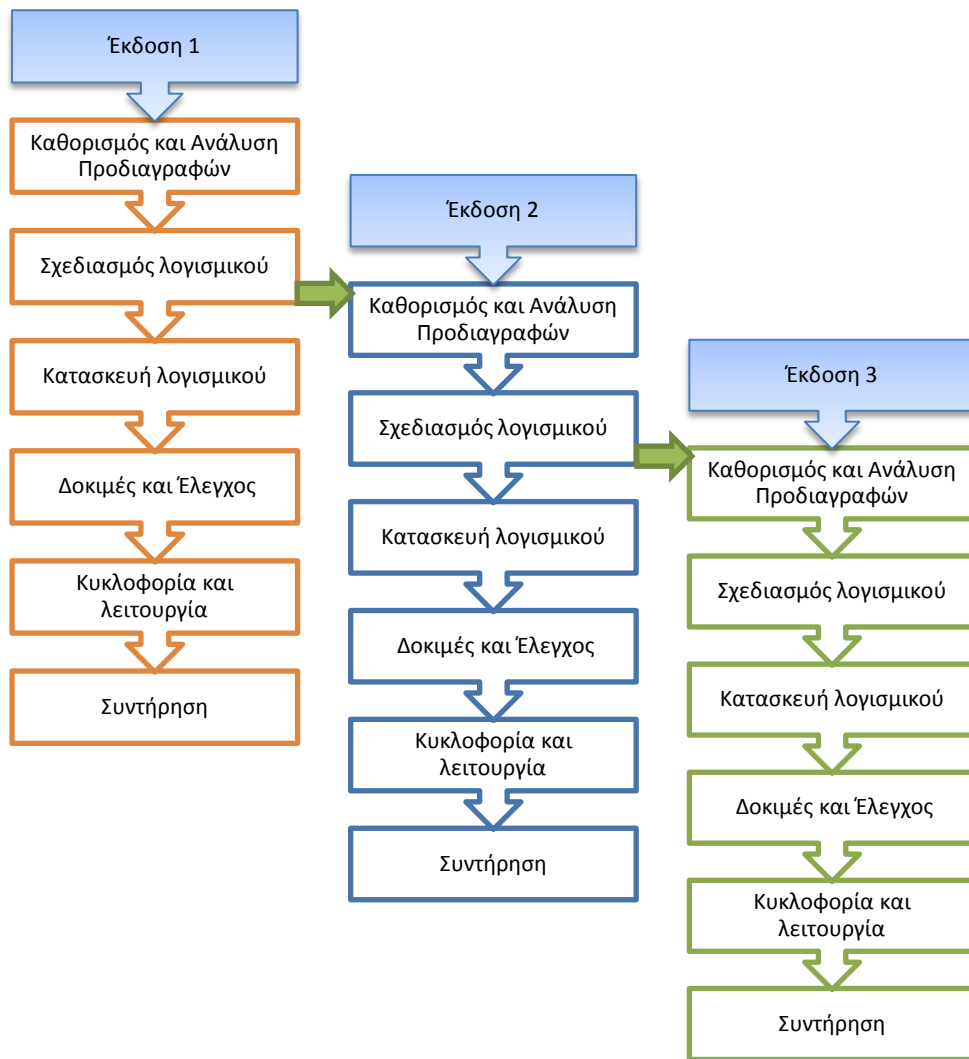 Έκδοση 1
Καθορισμός και Ανάλυση
Προδιαγραφών
Σχεδιασμός λογισμικού
Κατασκευή λογισμικού
Δοκιμές και Έλεγχος
Κυκλοφορία και
λειτουργία
Συντήρηση
Έκδοση 2
Καθορισμός και Ανάλυση
Προδιαγραφών
Σχεδιασμός λογισμικού
Κατασκευή λογισμικού
Δοκιμές και Έλεγχος
Κυκλοφορία και
λειτουργία
Συντήρηση
Έκδοση 3
Καθορισμός και Ανάλυση
Προδιαγραφών
Σχεδιασμός λογισμικού
Κατασκευή λογισμικού
Δοκιμές και Έλεγχος
Κυκλοφορία και
λειτουργία
Συντήρηση